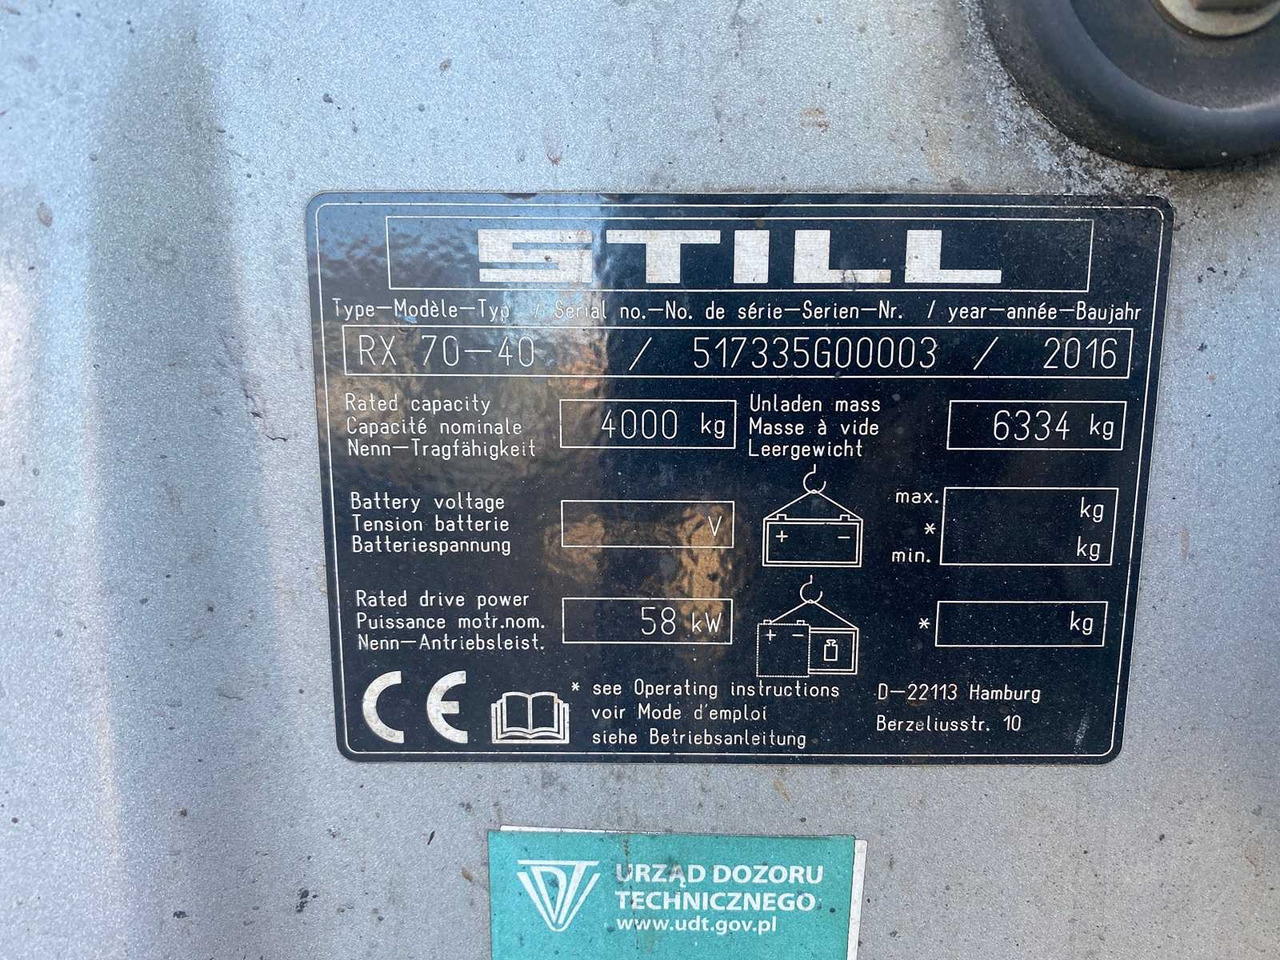 STILL
Type-Modèle-Typ / Serial no.-No. de série-Serien-Nr. / year-année-Baujahr
RX 70-40 / 517335G00003 / 2016
Rated capacity
Capacité nominale
Nenn-Tragfähigkeit
4000 kg
Unladen mass
Masse à vide
Leergewicht
6334 kg
Battery voltage
Tension batterie
Batteriespannung
V
+ -
max.
*
min.
kg
kg
Rated drive power
Puissance motr.nom.
Nenn-Antriebsleist.
58 kW
+ -
* kg
CE
* see Operating instructions
voir Mode d'emploi
siehe Betriebsanleitung
D-22113 Hamburg
Berzeliusstr. 10
UDT
URZĄD DOZORU
TECHNICZNEGO
www.udt.gov.pl